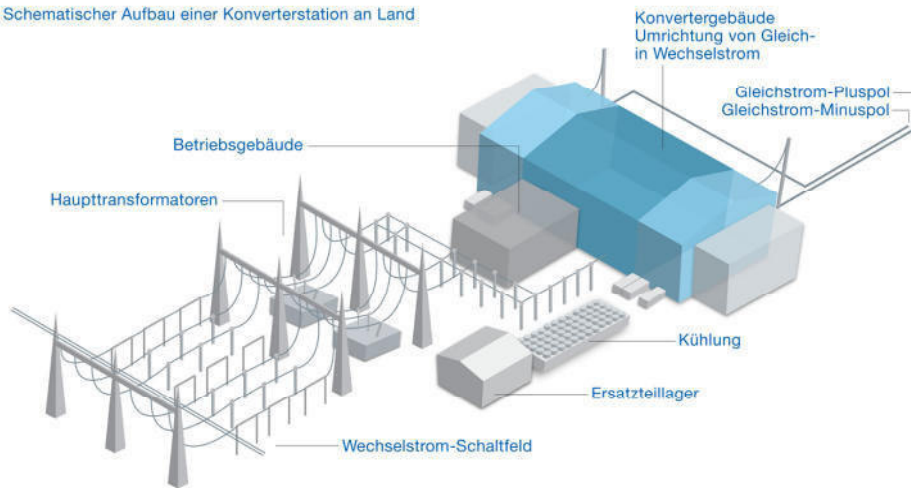 Schematischer Aufbau einer Konverterstation an Land
Konvertergebäude
Umrichtung von Gleich-
in Wechselstrom
Gleichstrom-Pluspol
Gleichstrom-Minuspol
Betriebsgebäude
Haupttransformatoren
Kühlung
Ersatzteillager
Wechselstrom-Schaltfeld